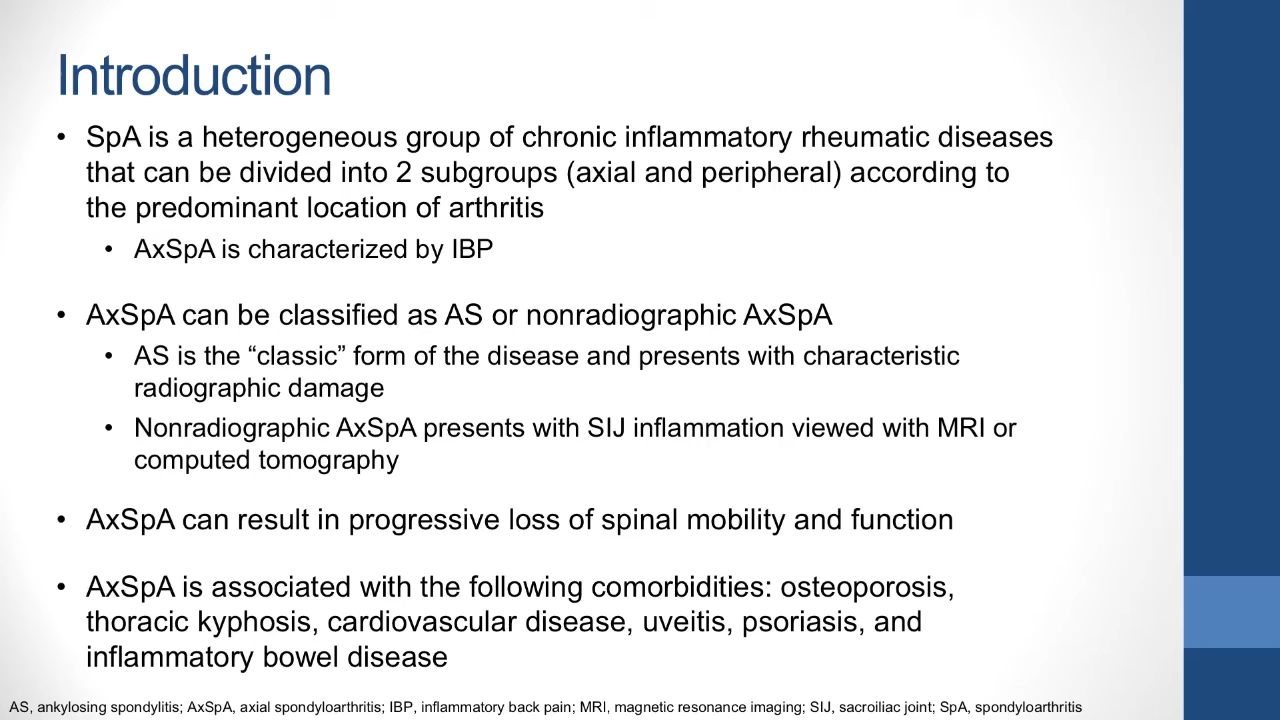 Introduction
• SpA is a heterogeneous group of chronic inflammatory rheumatic diseases
that can be divided into 2 subgroups (axial and peripheral) according to
the predominant location of arthritis
• AxSpA is characterized by IBP
• AxSpA can be classified as AS or nonradiographic AxSpA
• AS is the “classic” form of the disease and presents with characteristic
radiographic damage
• Nonradiographic AxSpA presents with SIJ inflammation viewed with MRI or
computed tomography
• AxSpA can result in progressive loss of spinal mobility and function
• AxSpA is associated with the following comorbidities: osteoporosis,
thoracic kyphosis, cardiovascular disease, uveitis, psoriasis, and
inflammatory bowel disease
AS, ankylosing spondylitis; AxSpA, axial spondyloarthritis; IBP, inflammatory back pain; MRI, magnetic resonance imaging; SIJ, sacroiliac joint; SpA, spondyloarthritis